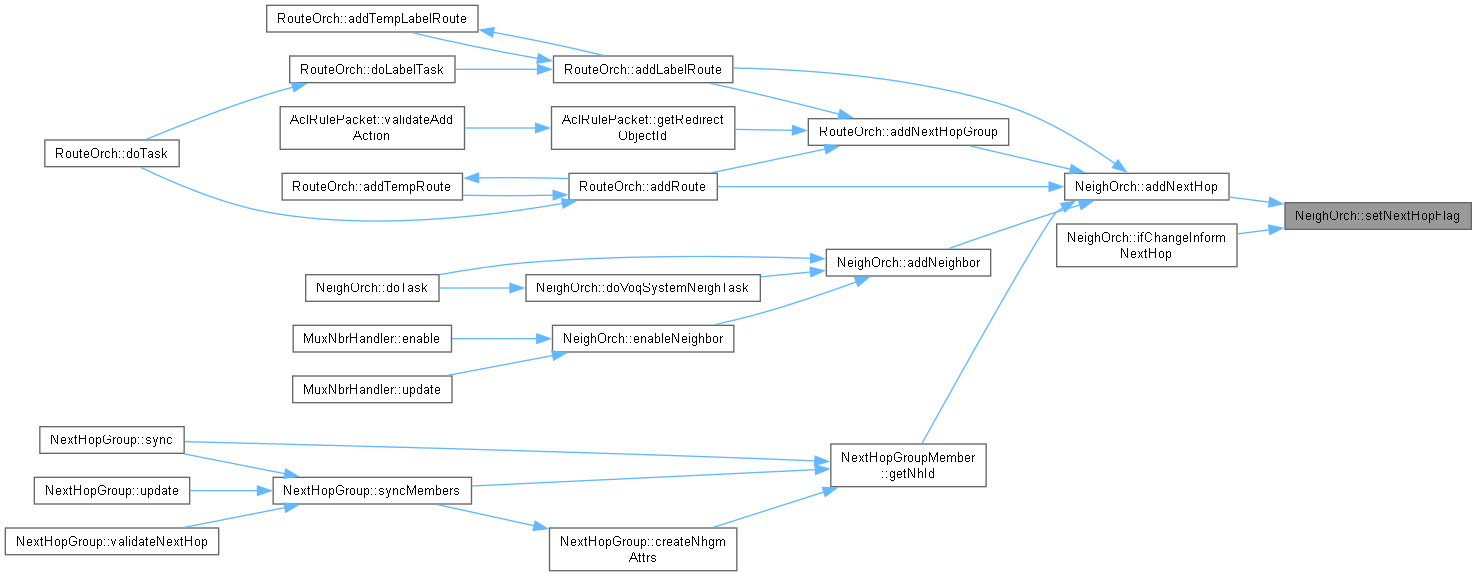 RouteOrch::addTempLabelRoute
RouteOrch::doLabelTask
RouteOrch::addLabelRoute
AclRulePacket::validateAdd
Action
AclRulePacket::getRedirect
ObjectId
RouteOrch::addNextHopGroup
RouteOrch::doTask
RouteOrch::addTempRoute
RouteOrch::addRoute
NeighOrch::addNextHop
NeighOrch::setNextHopFlag
NeighOrch::ifChangeInform
NextHop
NeighOrch::addNeighbor
NeighOrch::doTask
NeighOrch::doVoqSystemNeighTask
MuxNbrHandler::enable
NeighOrch::enableNeighbor
MuxNbrHandler::update
NextHopGroup::sync
NextHopGroupMember
::getNhId
NextHopGroup::update
NextHopGroup::syncMembers
NextHopGroup::validateNextHop
NextHopGroup::createNhgm
Attrs